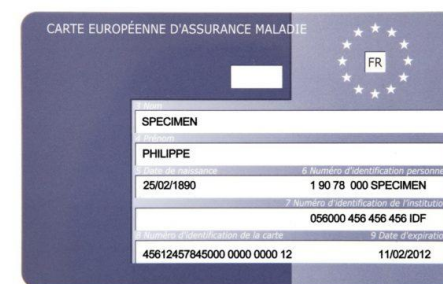 CARTE EUROPÉENNE D'ASSURANCE MALADIE
FR
3 Nom
SPECIMEN
4 Prénom
PHILIPPE
5 Date de naissance 6 Numéro d'identification personne
25/02/1890 1 90 78 000 SPECIMEN
7 Numéro d'identification de l'institutio
056000 456 456 456 IDF
8 Numéro d'identification de la carte 9 Date d'expiratio
45612457845000 0000 0000 12 11/02/2012